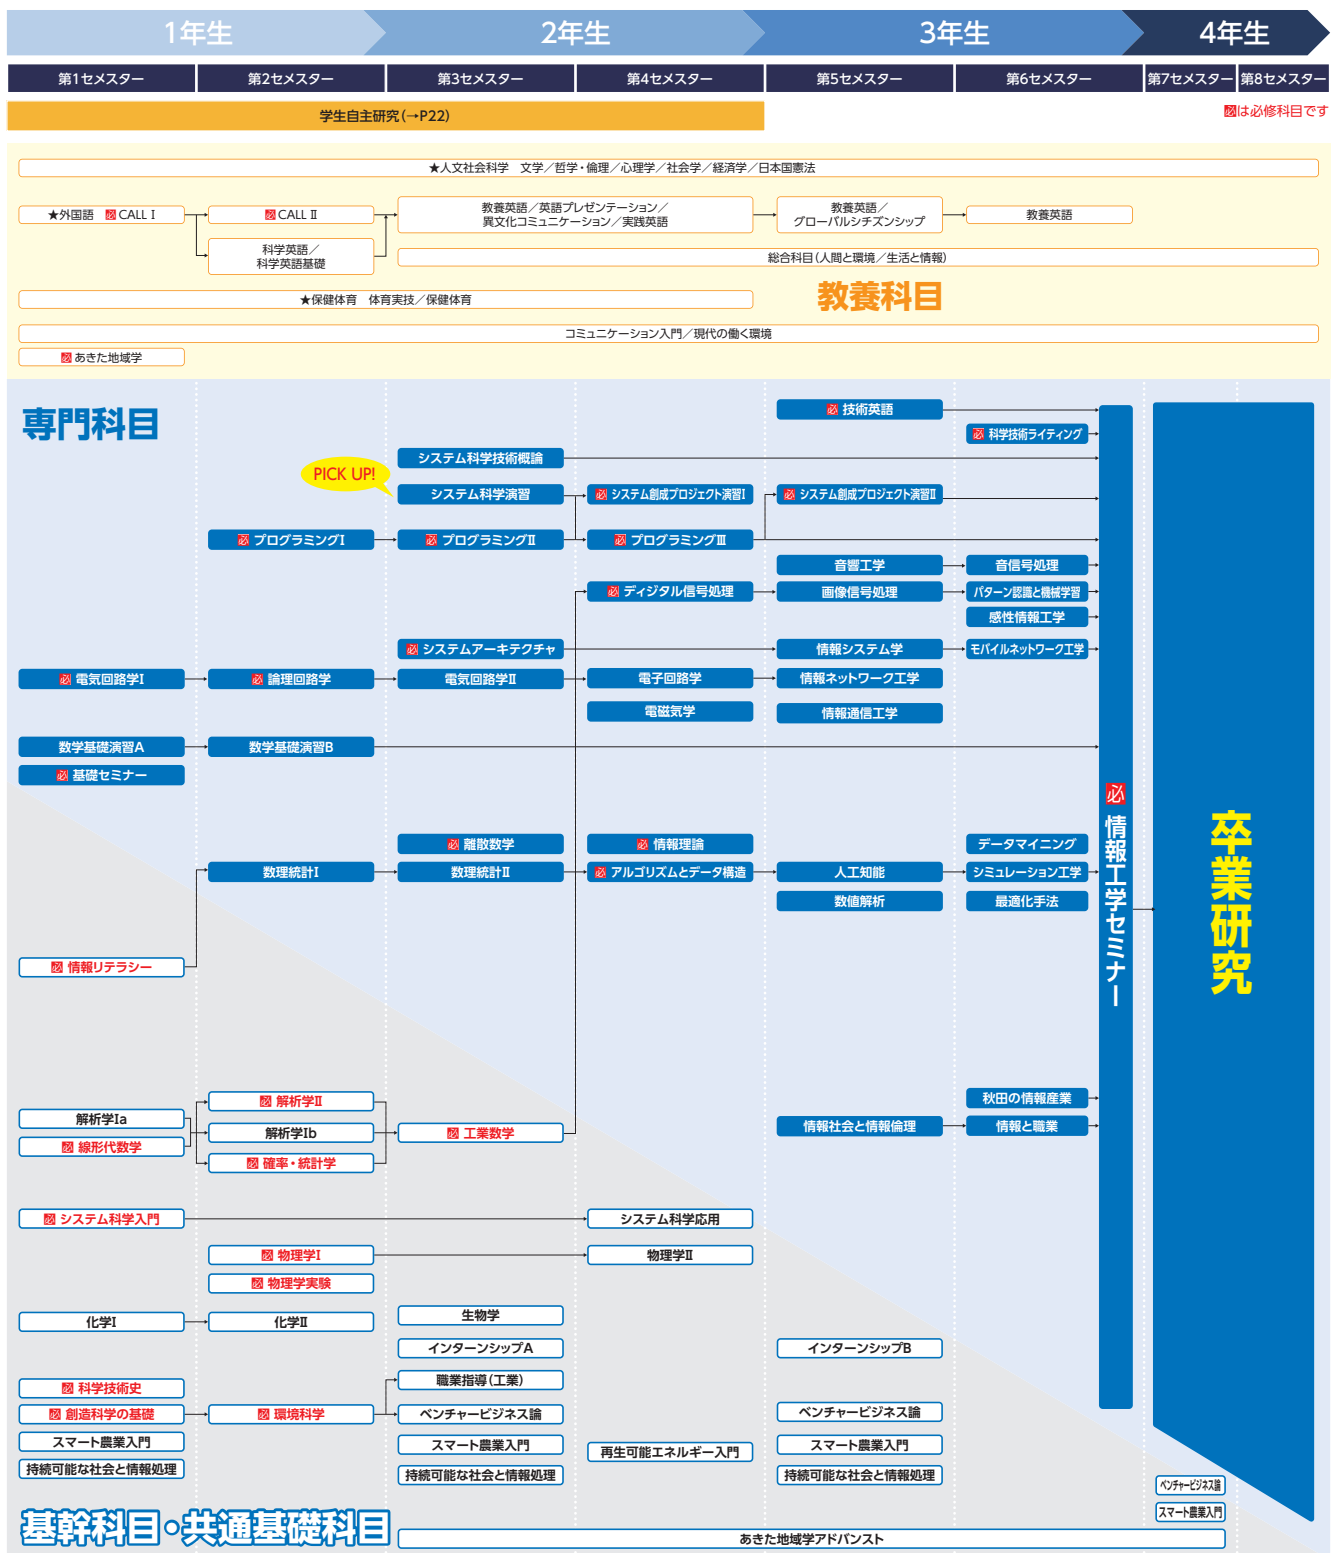 1年生
2年生
3年生
4年生
第1セメスター
第2セメスター
第3セメスター
第4セメスター
第5セメスター
第6セメスター
第7セメスター
第8セメスター
学生自主研究(→P22)
必は必修科目です
★人文社会科学 文学／哲学・倫理／心理学／社会学／経済学／日本国憲法
★外国語 必 CALL Ⅰ
必 CALL Ⅱ
教養英語／英語プレゼンテーション／
異文化コミュニケーション／実践英語
教養英語／
グローバルシチズンシップ
教養英語
科学英語／
科学英語基礎
総合科目(人間と環境／生活と情報)
教養科目
★保健体育 体育実技／保健体育
コミュニケーション入門／現代の働く環境
必 あきた地域学
専門科目
必 技術英語
必 科学技術ライティング
システム科学技術概論
PICK UP!
システム科学演習
必 システム創成プロジェクト演習Ⅰ
必 システム創成プロジェクト演習Ⅱ
必 プログラミングⅠ
必 プログラミングⅡ
必 プログラミングⅢ
音響工学
音信号処理
必 ディジタル信号処理
画像信号処理
パターン認識と機械学習
感性情報工学
必 システムアーキテクチャ
情報システム学
モバイルネットワーク工学
必 電気回路学Ⅰ
必 論理回路学
電気回路学Ⅱ
電子回路学
情報ネットワーク工学
電磁気学
情報通信工学
数学基礎演習A
数学基礎演習B
必 基礎セミナー
必 情報工学セミナー
卒業研究
必 離散数学
必 情報理論
データマイニング
数理統計Ⅰ
数理統計Ⅱ
必 アルゴリズムとデータ構造
人工知能
シミュレーション工学
数値解析
最適化手法
必 情報リテラシー
必 解析学Ⅱ
秋田の情報産業
解析学Ⅰa
解析学Ⅰb
必 工業数学
情報社会と情報倫理
情報と職業
必 線形代数学
必 確率・統計学
必 システム科学入門
システム科学応用
必 物理学Ⅰ
物理学Ⅱ
必 物理学実験
化学Ⅰ
化学Ⅱ
生物学
インターンシップA
インターンシップB
職業指導(工業)
必 科学技術史
必 創造科学の基礎
必 環境科学
ベンチャービジネス論
ベンチャービジネス論
スマート農業入門
スマート農業入門
再生可能エネルギー入門
スマート農業入門
持続可能な社会と情報処理
持続可能な社会と情報処理
持続可能な社会と情報処理
ベンチャービジネス論
スマート農業入門
基幹科目・共通基礎科目
あきた地域学アドバンスト